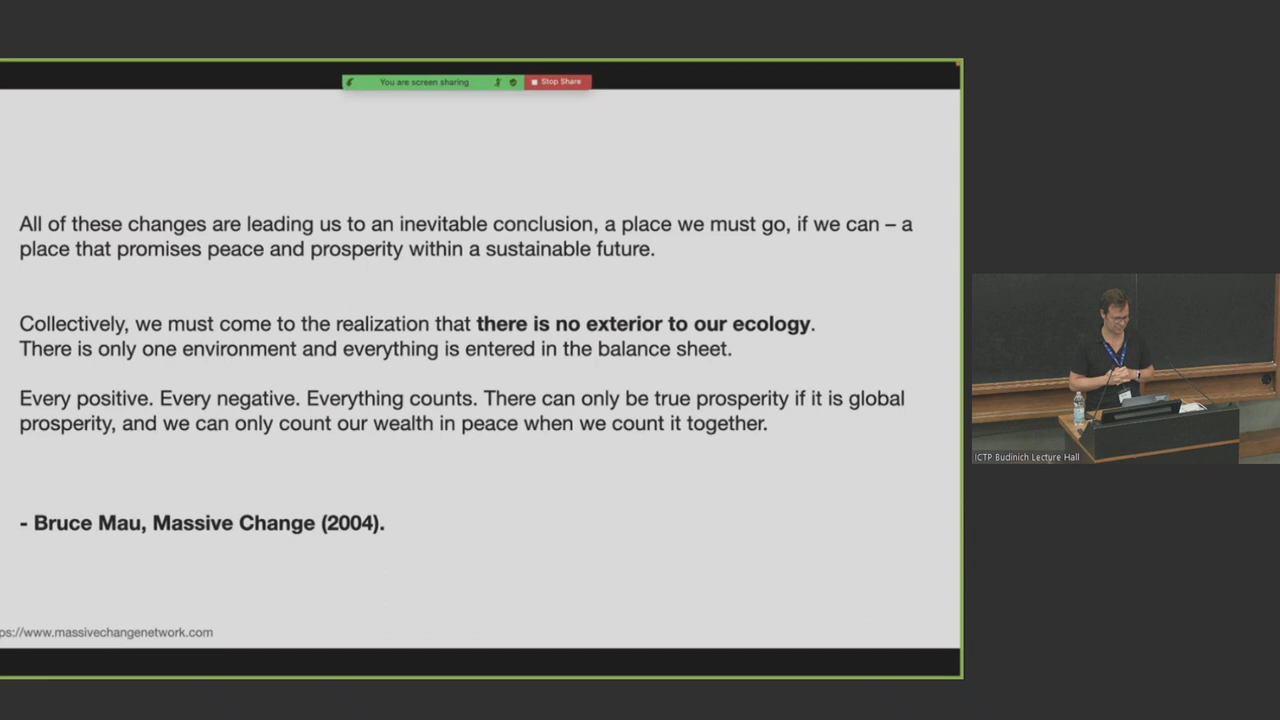 You are screen sharing
Stop Share
All of these changes are leading us to an inevitable conclusion, a place we must go, if we can – a
place that promises peace and prosperity within a sustainable future.
Collectively, we must come to the realization that there is no exterior to our ecology.
There is only one environment and everything is entered in the balance sheet.
Every positive. Every negative. Everything counts. There can only be true prosperity if it is global
prosperity, and we can only count our wealth in peace when we count it together.
- Bruce Mau, Massive Change (2004).
ps://www.massivechangenetwork.com
ICTP Budinich Lecture Hall